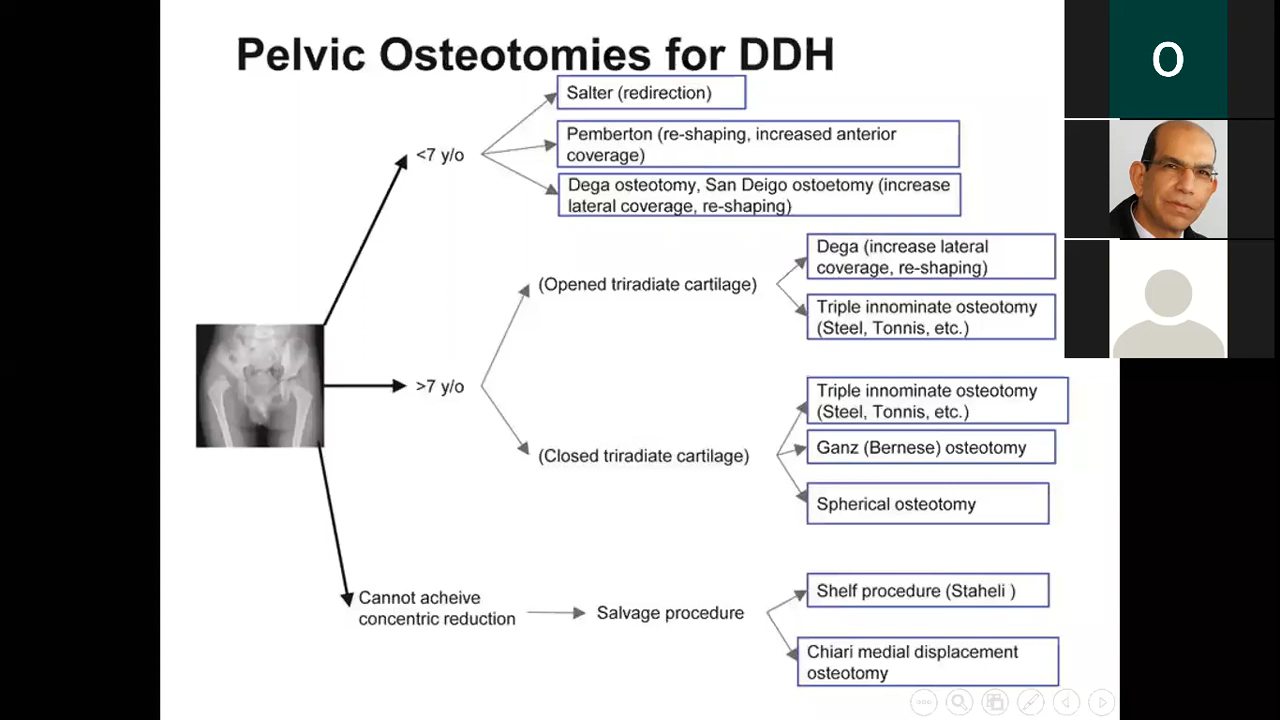 Pelvic Osteotomies for DDH
Salter (redirection)
<7 y/o
Pemberton (re-shaping, increased anterior
coverage)
Dega osteotomy, San Deigo ostoetomy (increase
lateral coverage, re-shaping)
>7 y/o
(Opened triradiate cartilage)
Dega (increase lateral
coverage, re-shaping)
Triple innominate osteotomy
(Steel, Tonnis, etc.)
(Closed triradiate cartilage)
Triple innominate osteotomy
(Steel, Tonnis, etc.)
Ganz (Bernese) osteotomy
Spherical osteotomy
Cannot acheive
concentric reduction
Salvage procedure
Shelf procedure (Staheli )
Chiari medial displacement
osteotomy
O